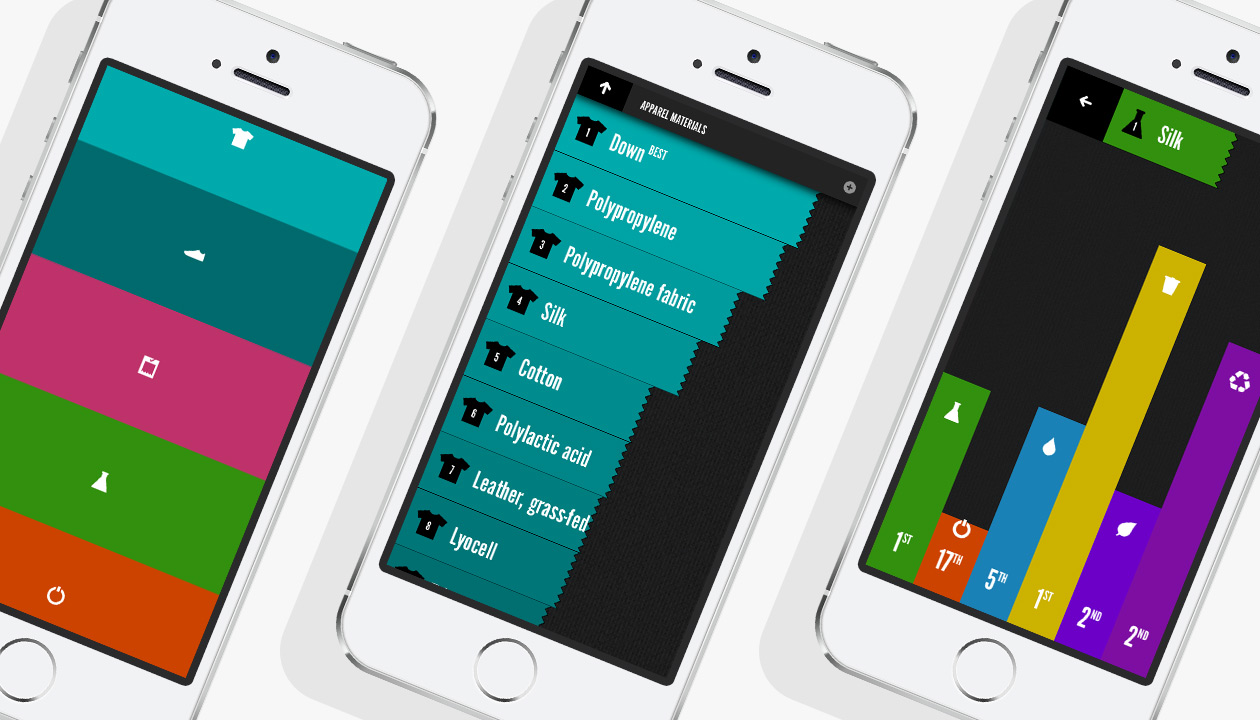 APPAREL MATERIALS
1 Down BEST
2 Polypropylene
3 Polypropylene fabric
4 Silk
5 Cotton
6 Polylactic acid
7 Leather, grass-fed
8 Lyocell
1 Silk
1ST
17TH
5TH
1ST
2ND
2ND